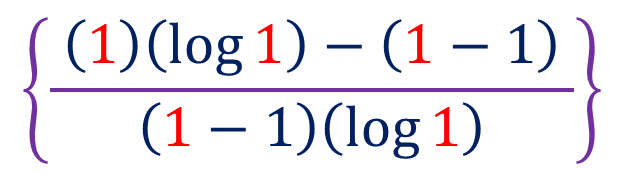 {(1)(log 1) − (1 − 1)
(1 − 1)(log 1)}